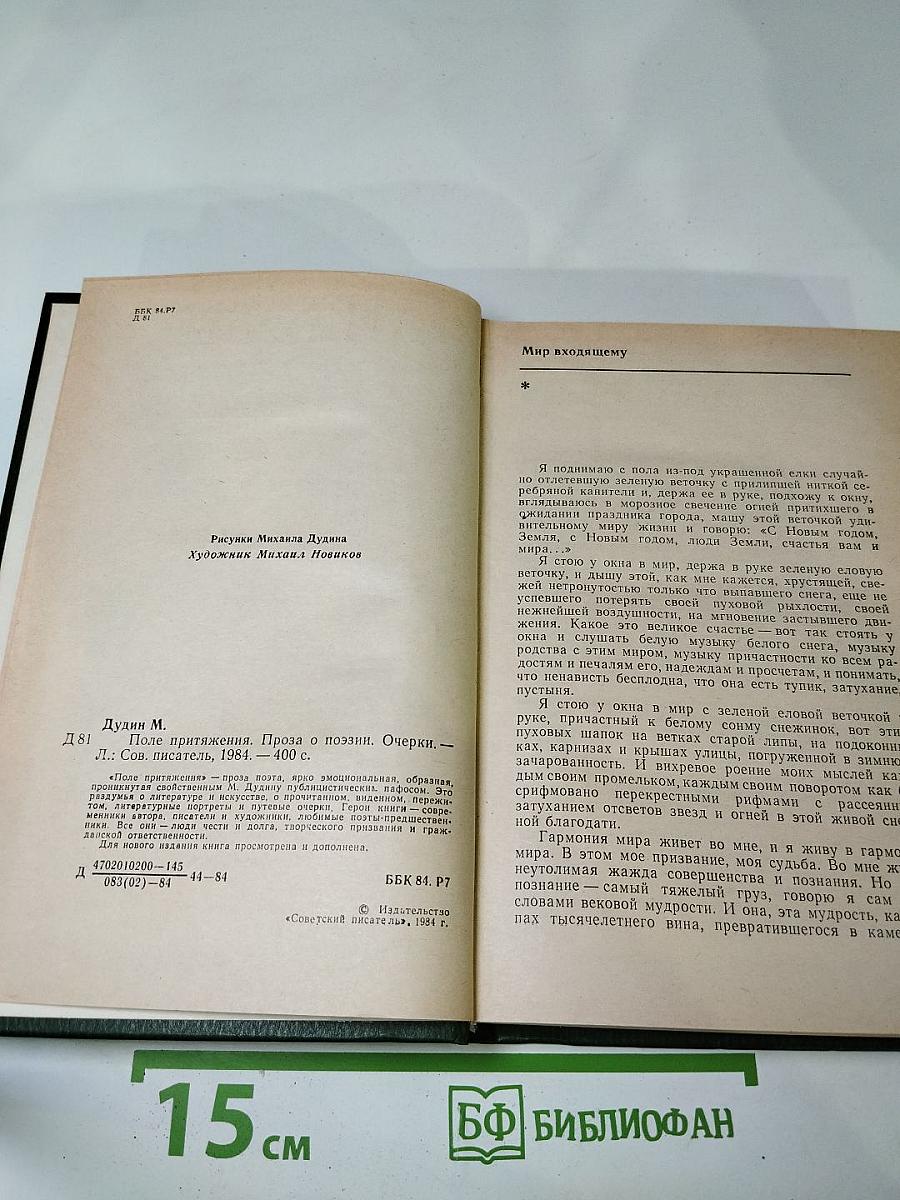 ББК 84.Р7
Д 81
Рисунки Михаила Дудина
Художник Михаил Новиков
Дудин М.
Д 81 Поле притяжения. Проза о поэзии. Очерки. —
Л.: Сов. писатель, 1984. — 400 с.
«Поле притяжения» — проза поэта, ярко эмоциональная, образная,
проникнутая свойственным М. Дудину публицистическим пафосом. Это
раздумья о литературе и искусстве, о прочитанном, виденном, пережи-
том, литературные портреты и путевые очерки. Герои книги — совре-
менники автора, писатели и художники, любимые поэты-предшествен-
ники. Все они — люди чести и долга, творческого призвания и граж-
данской ответственности.
Для нового издания книга просмотрена и дополнена.
Д 4702010200—145
083(02)—84 44—84
ББК 84. Р7
© Издательство
«Советский писатель», 1984 г.
Мир входящему
*
Я поднимаю с пола из-под украшенной елки случай-
но отлетевшую зеленую веточку с прилипшей ниткой се-
ребряной канители и, держа ее в руке, подхожу к окну,
вглядываюсь в морозное свечение огней притихшего в
ожидании праздника города, машу этой веточкой уди-
вительному миру жизни и говорю: «С Новым годом,
Земля, с Новым годом, люди Земли, счастья вам и
мира...»
Я стою у окна в мир, держа в руке зеленую еловую
веточку, и дышу этой, как мне кажется, хрустящей, све-
жей нетронутостью только что выпавшего снега, еще не
успевшего потерять своей пуховой рыхлости, своей
нежнейшей воздушности, на мгновение застывшего дви-
жения. Какое это великое счастье — вот так стоять у
окна и слушать белую музыку белого снега, музыку
родства с этим миром, музыку причастности ко всем ра-
достям и печалям его, надеждам и просчетам, и понимать,
что ненависть бесплодна, что она есть тупик, затухание,
пустыня.
Я стою у окна в мир с зеленой еловой веточкой
руке, причастный к белому сонму снежинок, вот эти
пуховых шапок на ветках старой липы, на подоконни
ках, карнизах и крышах улицы, погруженной в зимню
зачарованность. И вихревое роение моих мыслей ка
дым своим промельком, каждым своим поворотом как
срифмовано перекрестными рифмами с рассеянн
затуханием отсветов звезд и огней в этой живой сне
ной благодати.
Гармония мира живет во мне, и я живу в гармо
мира. В этом мое призвание, моя судьба. Во мне ж
неутолимая жажда совершенства и познания. Но
познание — самый тяжелый груз, говорю я сам
словами вековой мудрости. И она, эта мудрость, ка
пах тысячелетнего вина, превратившегося в каме
15 см
БФ БИБЛИОФАН